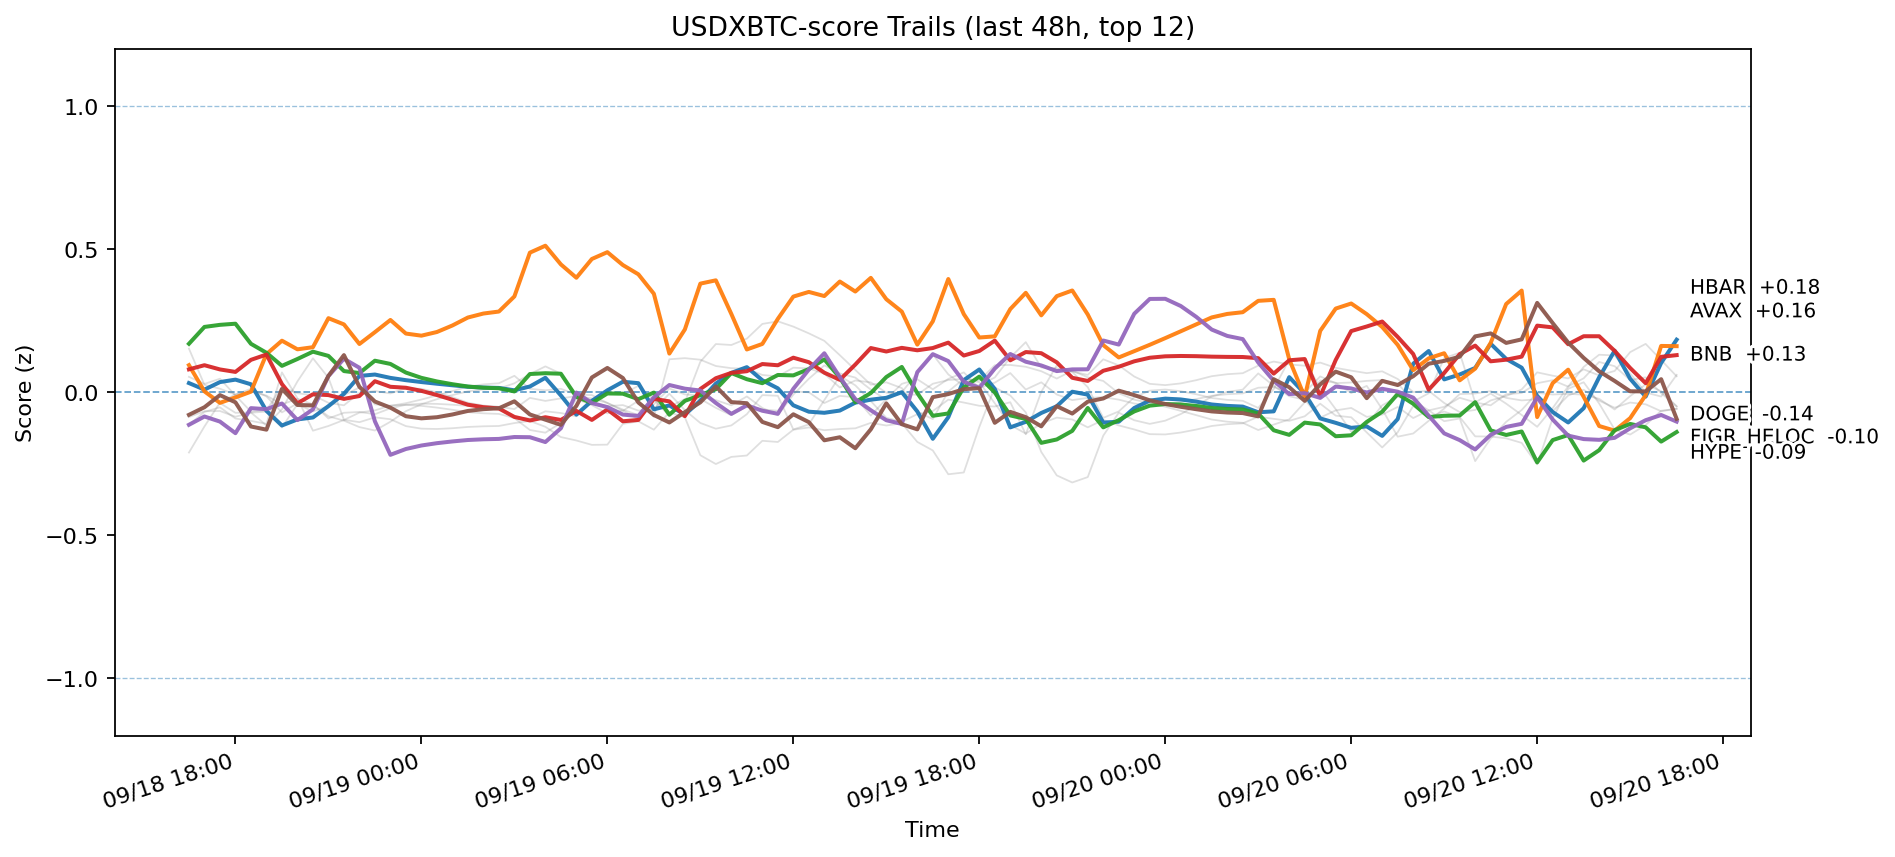 USDXBTC-score Trails (last 48h, top 12)
Score (z)
1.0
0.5
0.0
−0.5
−1.0
HBAR +0.18
AVAX +0.16
BNB +0.13
DOGE -0.14
FIGR_HELOC -0.10
HYPE -0.09
09/18 18:00
09/19 00:00
09/19 06:00
09/19 12:00
09/19 18:00
09/20 00:00
09/20 06:00
09/20 12:00
09/20 18:00
Time